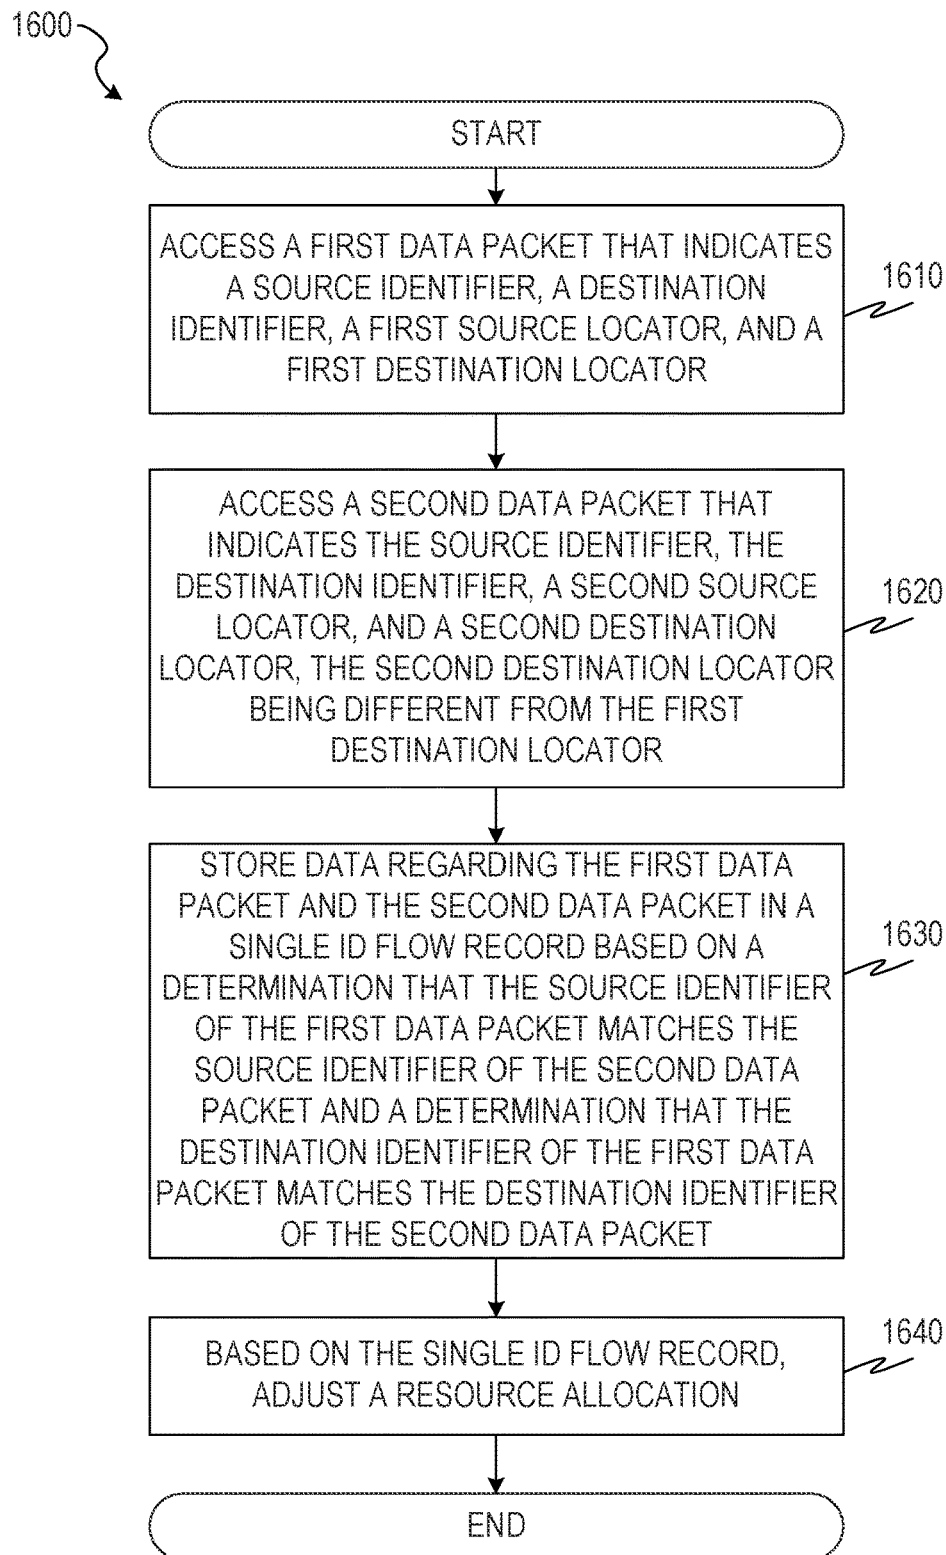 1600
START
ACCESS A FIRST DATA PACKET THAT INDICATES
A SOURCE IDENTIFIER, A DESTINATION
IDENTIFIER, A FIRST SOURCE LOCATOR, AND A
FIRST DESTINATION LOCATOR
1610
ACCESS A SECOND DATA PACKET THAT
INDICATES THE SOURCE IDENTIFIER, THE
DESTINATION IDENTIFIER, A SECOND SOURCE
LOCATOR, AND A SECOND DESTINATION
LOCATOR, THE SECOND DESTINATION LOCATOR
BEING DIFFERENT FROM THE FIRST
DESTINATION LOCATOR
1620
STORE DATA REGARDING THE FIRST DATA
PACKET AND THE SECOND DATA PACKET IN A
SINGLE ID FLOW RECORD BASED ON A
DETERMINATION THAT THE SOURCE IDENTIFIER
OF THE FIRST DATA PACKET MATCHES THE
SOURCE IDENTIFIER OF THE SECOND DATA
PACKET AND A DETERMINATION THAT THE
DESTINATION IDENTIFIER OF THE FIRST DATA
PACKET MATCHES THE DESTINATION IDENTIFIER
OF THE SECOND DATA PACKET
1630
BASED ON THE SINGLE ID FLOW RECORD,
ADJUST A RESOURCE ALLOCATION
1640
END